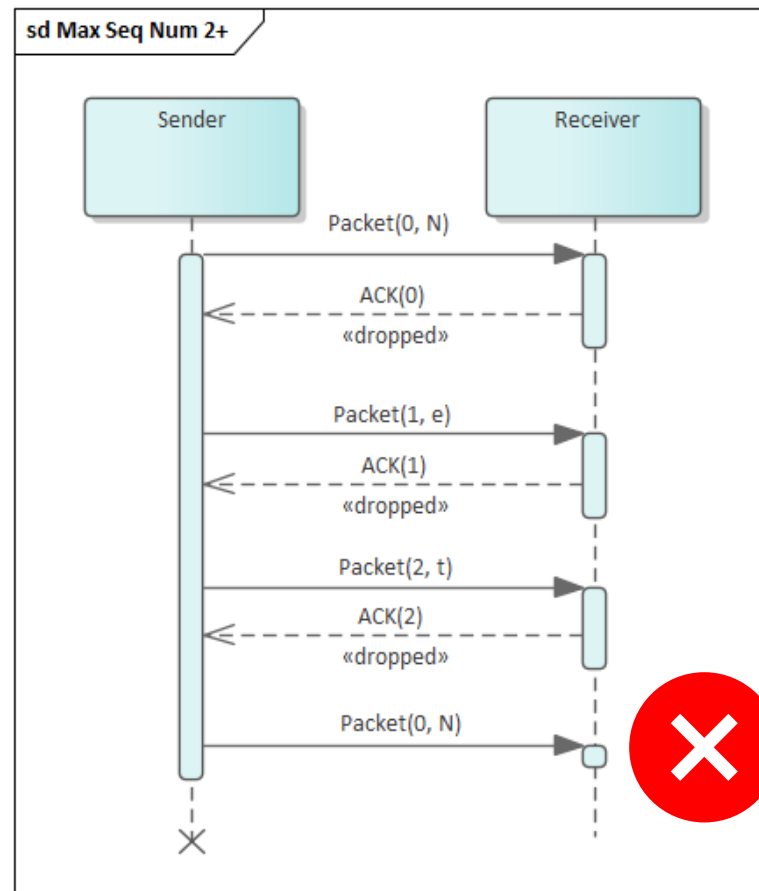 sd Max Seq Num 2+
Sender
Receiver
Packet(0, N)
ACK(0)
«dropped»
Packet(1, e)
ACK(1)
«dropped»
Packet(2, t)
ACK(2)
«dropped»
Packet(0, N)